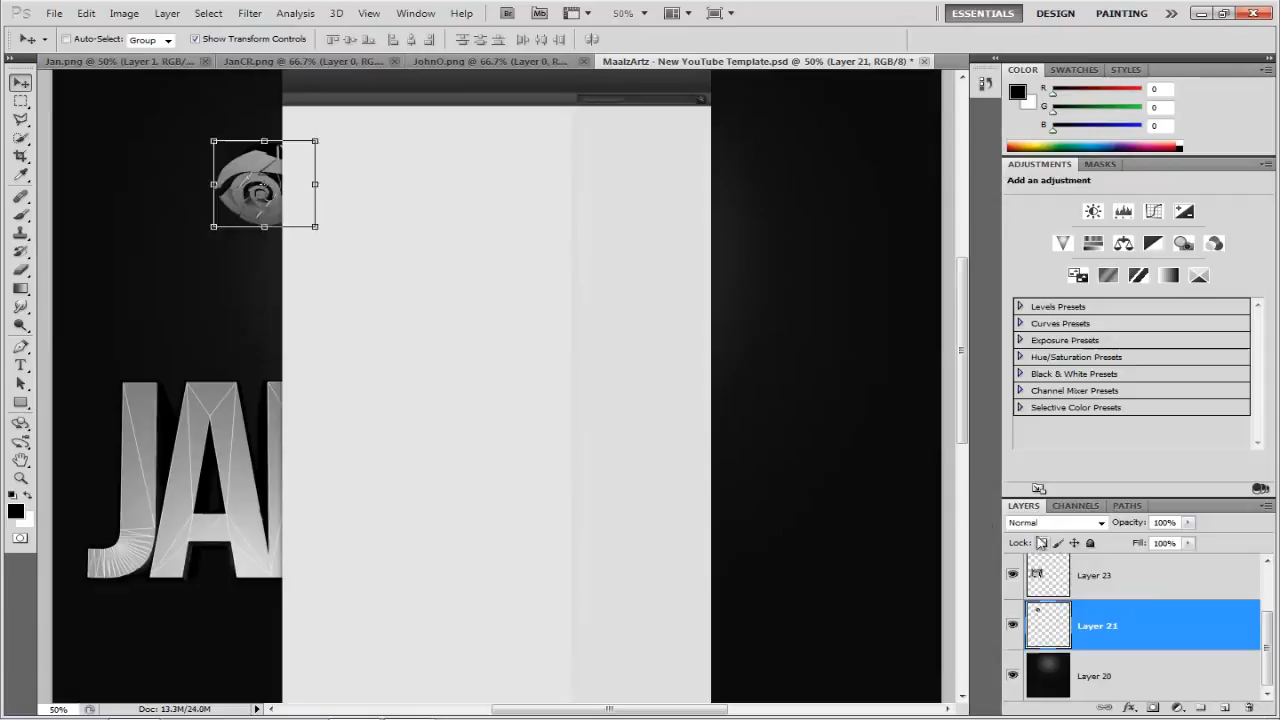 Ps File Edit Image Layer Select Filter Analysis 3D View Window Help Br Mb 50% ESSENTIALS DESIGN PAINTING
Auto-Select: Group Show Transform Controls
Jan.png @ 50% (Layer 1, RGB/... JanCR.png @ 66.7% (Layer 0, RG... JohnO.png @ 66.7% (Layer 0, R... MaalzArtz - New YouTube Template.psd @ 50% (Layer 21, RGB/8) *
COLOR SWATCHES STYLES
R 0
G 0
B 0
ADJUSTMENTS MASKS
Add an adjustment
Levels Presets
Curves Presets
Exposure Presets
Hue/Saturation Presets
Black & White Presets
Channel Mixer Presets
Selective Color Presets
JA
LAYERS CHANNELS PATHS
Normal Opacity: 100%
Lock: Fill: 100%
Layer 23
Layer 21
Layer 20
50% Doc: 13.3M/24.0M